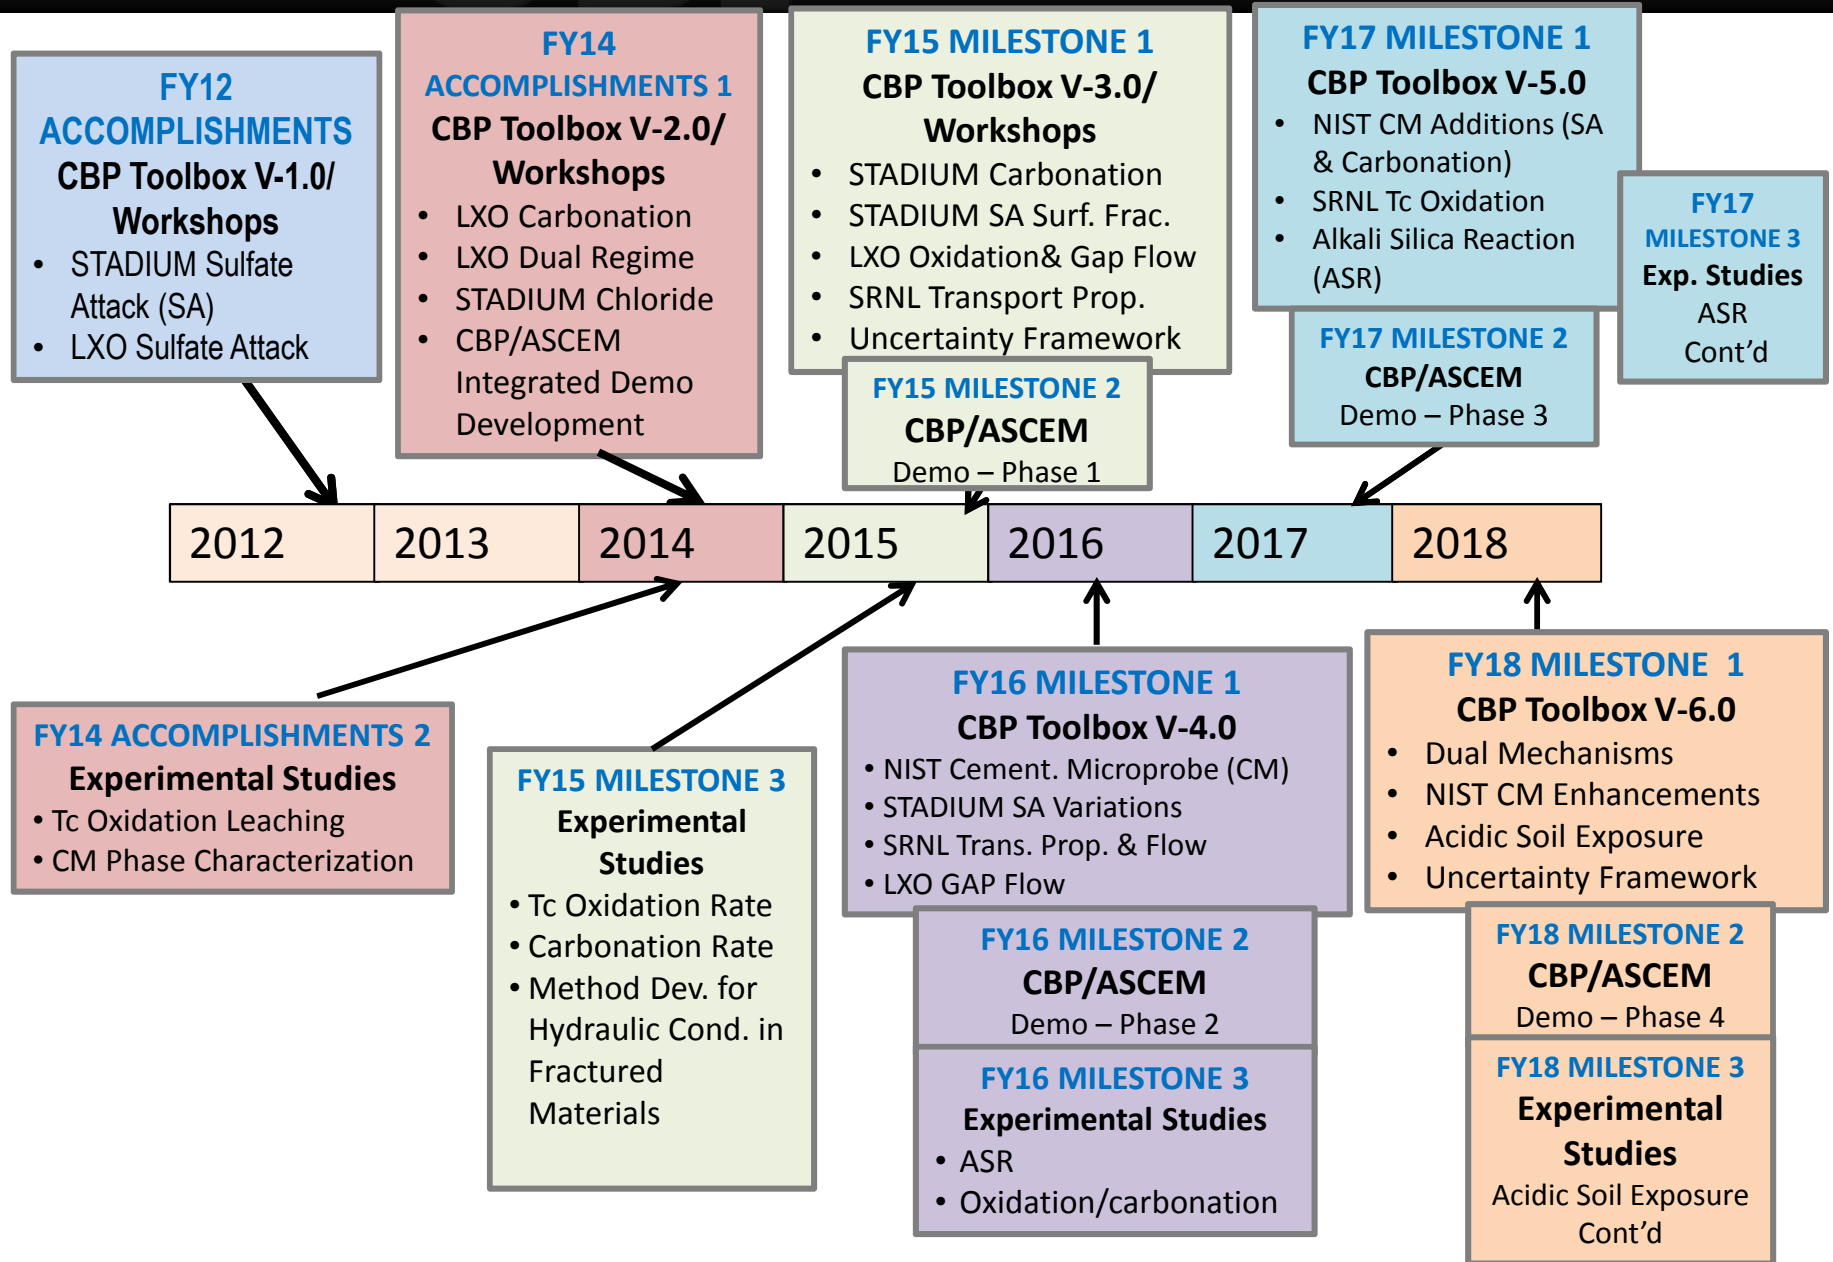 FY12
ACCOMPLISHMENTS
CBP Toolbox V-1.0/
Workshops
• STADIUM Sulfate
Attack (SA)
• LXO Sulfate Attack
FY14
ACCOMPLISHMENTS 1
CBP Toolbox V-2.0/
Workshops
• LXO Carbonation
• LXO Dual Regime
• STADIUM Chloride
• CBP/ASCEM
Integrated Demo
Development
FY15 MILESTONE 1
CBP Toolbox V-3.0/
Workshops
• STADIUM Carbonation
• STADIUM SA Surf. Frac.
• LXO Oxidation& Gap Flow
• SRNL Transport Prop.
• Uncertainty Framework
FY15 MILESTONE 2
CBP/ASCEM
Demo – Phase 1
FY17 MILESTONE 1
CBP Toolbox V-5.0
• NIST CM Additions (SA
& Carbonation)
• SRNL Tc Oxidation
• Alkali Silica Reaction
(ASR)
FY17 MILESTONE 2
CBP/ASCEM
Demo – Phase 3
FY17
MILESTONE 3
Exp. Studies
ASR
Cont’d
2012 2013 2014 2015 2016 2017 2018
FY14 ACCOMPLISHMENTS 2
Experimental Studies
• Tc Oxidation Leaching
• CM Phase Characterization
FY15 MILESTONE 3
Experimental
Studies
• Tc Oxidation Rate
• Carbonation Rate
• Method Dev. for
Hydraulic Cond. in
Fractured
Materials
FY16 MILESTONE 1
CBP Toolbox V-4.0
• NIST Cement. Microprobe (CM)
• STADIUM SA Variations
• SRNL Trans. Prop. & Flow
• LXO GAP Flow
FY16 MILESTONE 2
CBP/ASCEM
Demo – Phase 2
FY16 MILESTONE 3
Experimental Studies
• ASR
• Oxidation/carbonation
FY18 MILESTONE 1
CBP Toolbox V-6.0
• Dual Mechanisms
• NIST CM Enhancements
• Acidic Soil Exposure
• Uncertainty Framework
FY18 MILESTONE 2
CBP/ASCEM
Demo – Phase 4
FY18 MILESTONE 3
Experimental
Studies
Acidic Soil Exposure
Cont’d